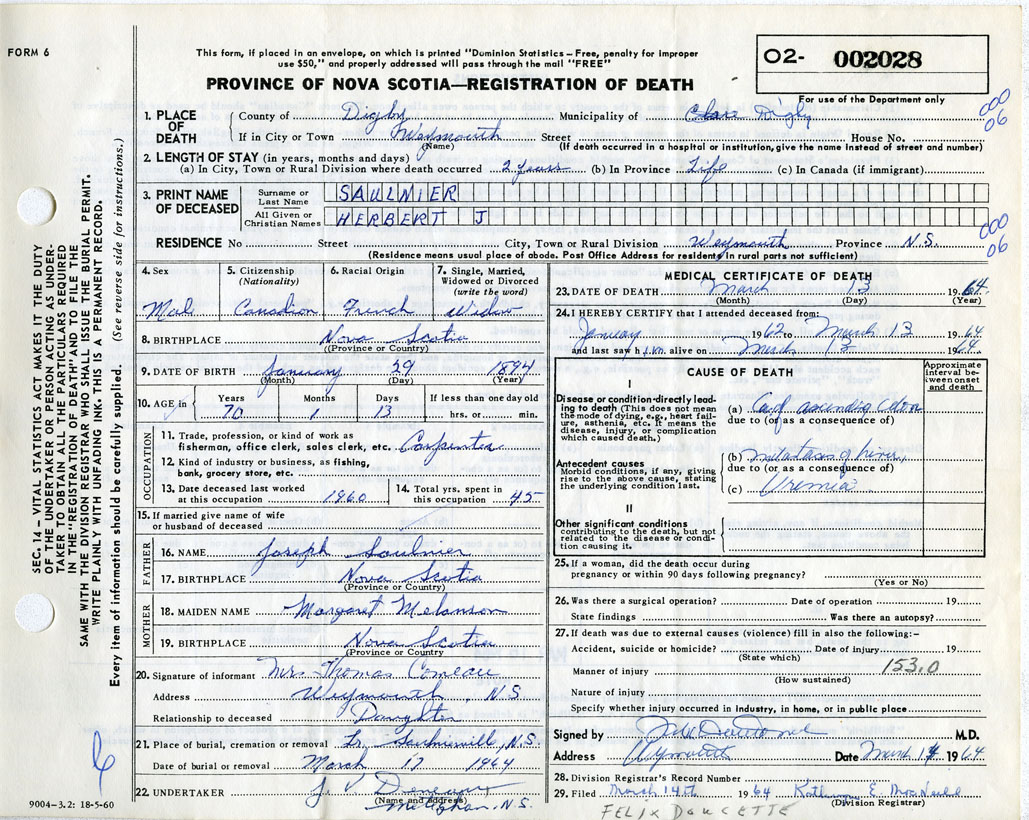 FORM 6
This form, if placed in an envelope, on which is printed "Duminion Statistics – Free, penalty for improper
use $50," and properly addressed will pass through the mail "FREE"
02- 002028
For use of the Department only
PROVINCE OF NOVA SCOTIA—REGISTRATION OF DEATH
000
06
1. PLACE OF DEATH
County of Digby Municipality of Clare Digby
If in City or Town Weymouth Street House No.
(Name) (If death occurred in a hospital or institution, give the name instead of street and number)
2. LENGTH OF STAY (in years, months and days)
(a) In City, Town or Rural Division where death occurred 2 years (b) In Province Life (c) In Canada (if immigrant)
3. PRINT NAME OF DECEASED
Surname or Last Name SAULNIER
All Given or Christian Names HERBERT J
000
06
RESIDENCE No Street City, Town or Rural Division Weymouth Province N.S.
(Residence means usual place of abode. Post Office Address for residents in rural parts not sufficient)
SEC. 14 – VITAL STATISTICS ACT MAKES IT THE DUTY
OF THE UNDERTAKER OR PERSON ACTING AS UNDER-
TAKER TO OBTAIN ALL THE PARTICULARS REQUIRED
IN THE "REGISTRATION OF DEATH" AND TO FILE THE
SAME WITH THE DIVISION REGISTRAR WHO SHALL ISSUE THE BURIAL PERMIT.
WRITE PLAINLY WITH UNFADING INK. THIS IS A PERMANENT RECORD.
Every item of information should be carefully supplied. (See reverse side for instructions.)
4. Sex Male
5. Citizenship (Nationality) Canadian
6. Racial Origin French
7. Single, Married, Widowed or Divorced (write the word) Widow
8. BIRTHPLACE Nova Scotia
(Province or Country)
9. DATE OF BIRTH January 29 1894
(Month) (Day) (Year)
10. AGE in Years Months Days If less than one day old
70 1 13 hrs. or min.
OCCUPATION
11. Trade, profession, or kind of work as
fisherman, office clerk, sales clerk, etc. Carpenter
12. Kind of industry or business, as fishing,
bank, grocery store, etc.
13. Date deceased last worked at this occupation 1960
14. Total yrs. spent in this occupation 45
15. If married give name of wife
or husband of deceased
FATHER
16. NAME Joseph Saulnier
17. BIRTHPLACE Nova Scotia
(Province or Country)
MOTHER
18. MAIDEN NAME Margaret Melanson
19. BIRTHPLACE Nova Scotia
(Province or Country)
20. Signature of informant Mrs Thomas Comeau
Address Weymouth, N.S
Relationship to deceased Daughter
21. Place of burial, cremation or removal Saulnierville, N.S.
Date of burial or removal March 17 1964
22. UNDERTAKER
(Name and address)
Meteghan, N.S.
9004-3.2: 18-5-60
MEDICAL CERTIFICATE OF DEATH
23. DATE OF DEATH March 13 1964
(Month) (Day) (Year)
24. I HEREBY CERTIFY that I attended deceased from:
January 1962 to March 13 1964
and last saw him alive on March 13 1964
CAUSE OF DEATH
Approximate interval between onset and death
I
Disease or condition directly lead-
ing to death (This does not
mean the mode of dying, e.g., heart fail-
ure, asthenia, etc. It means the
disease, injury, or complication
which caused death.)
(a) Ca of ascending colon
due to (or as a consequence of)
Antecedent causes
Morbid conditions, if any, giving
rise to the above cause, stating
the underlying condition last.
(b) metastases of liver
due to (or as a consequence of)
(c) Uremia
II
Other significant conditions
contributing to the death, but not
related to the disease or condi-
tion causing it.
25. If a woman, did the death occur during
pregnancy or within 90 days following pregnancy?
(Yes or No)
26. Was there a surgical operation? Date of operation 19
State findings Was there an autopsy?
27. If death was due to external causes (violence) fill in also the following:–
Accident, suicide or homicide? Date of injury 19
(State which)
Manner of injury 153.0
(How sustained)
Nature of injury
Specify whether injury occurred in industry, in home, or in public place
Signed by M.D.
Address Weymouth Date March 14 1964
28. Division Registrar's Record Number
29. Filed March 14th 1964
(Division Registrar)
FELIX DOUCETTE